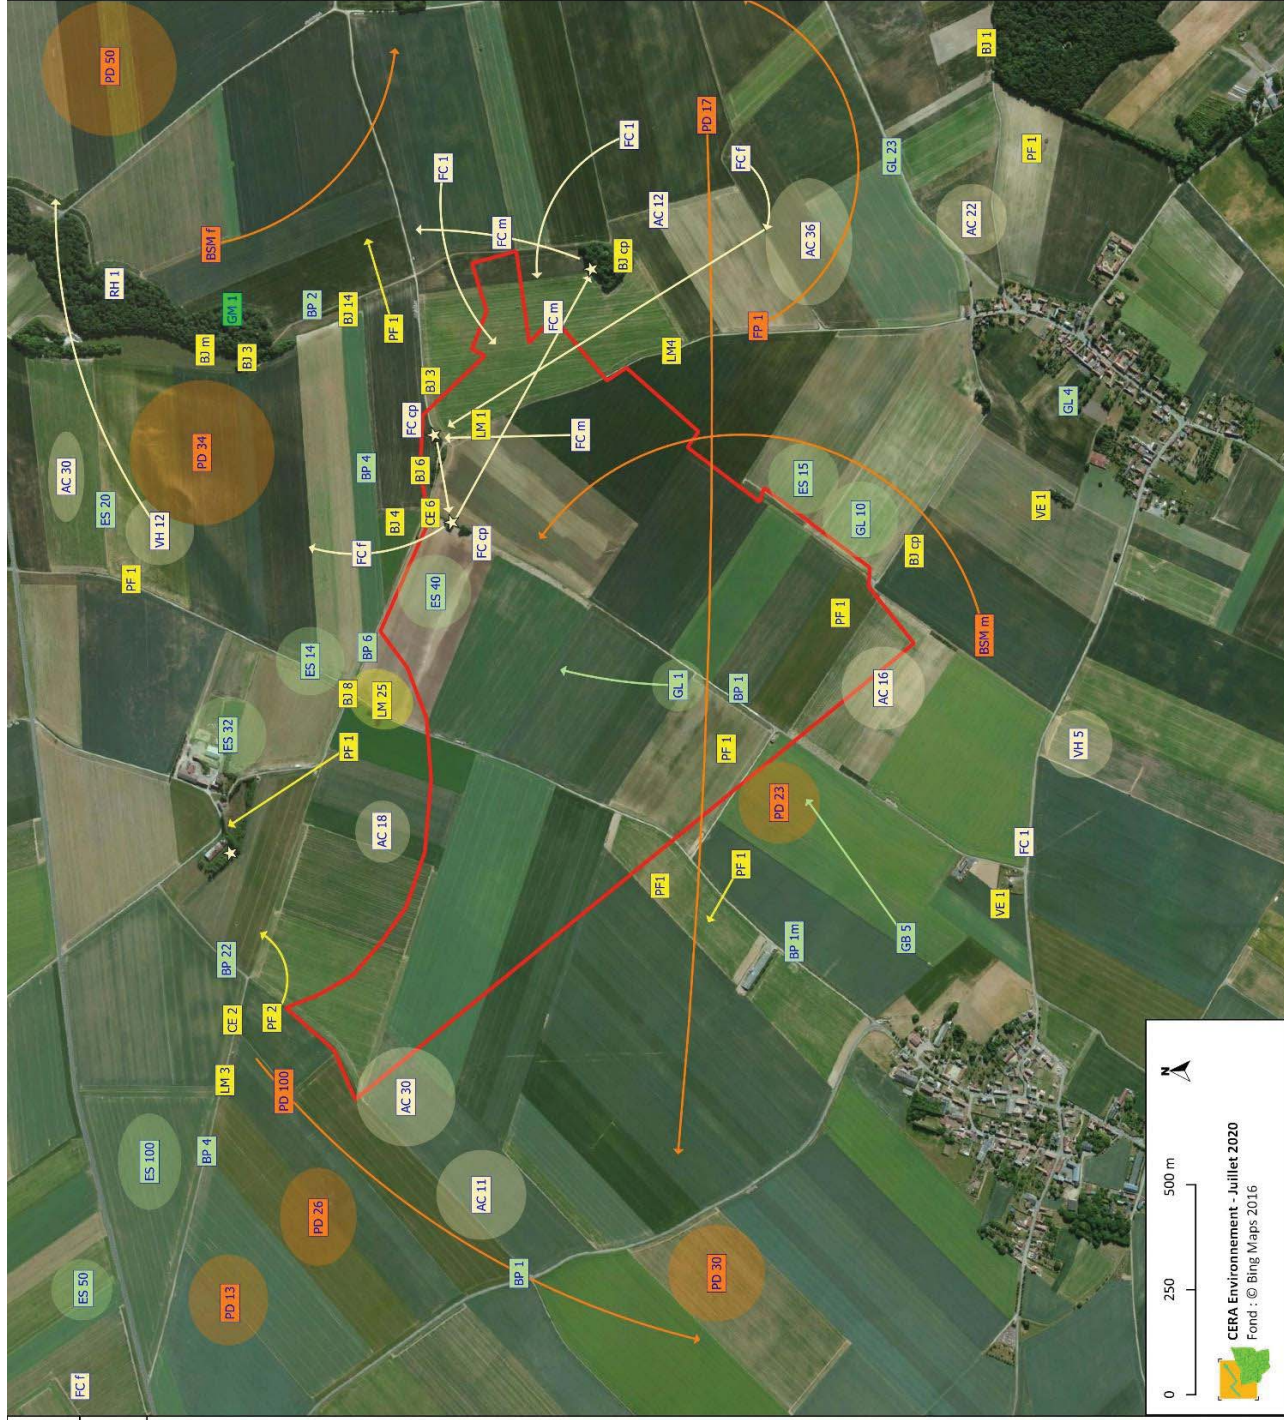 PD 50
BSM f
RH 1
GM 1
BP 2
BJ 14
PF 1
BJ m
BJ 3
PD 34
AC 30
ES 20
VH 12
PF 1
FC 1
FC 1
FC m
AC 12
BJ cp
FC m
LM4
BJ 3
FC cp
LM 1
FC m
BJ 6
BP 4
BJ 4
CE 6
FC f
FC cp
ES 40
BJ 1
PF 1
GL 23
AC 22
PD 17
FC f
AC 36
FP 1
GL 4
ES 15
GL 10
VE 1
BJ cp
PF 1
BSM m
AC 16
VH 5
GL 1
BP 1
PF 1
PD 23
ES 14
BP 6
BJ 8
LM 25
ES 32
PF 1
AC 18
PF1
PF 1
BP 1m
GB 5
FC 1
VE 1
BP 22
CE 2
PF 2
LM 3
PD 100
AC 30
ES 100
BP 4
PD 26
AC 11
BP 1
PD 30
ES 50
PD 13
FC f
N
0 250 500 m
CERA Environnement - Juillet 2020
Fond : © Bing Maps 2016